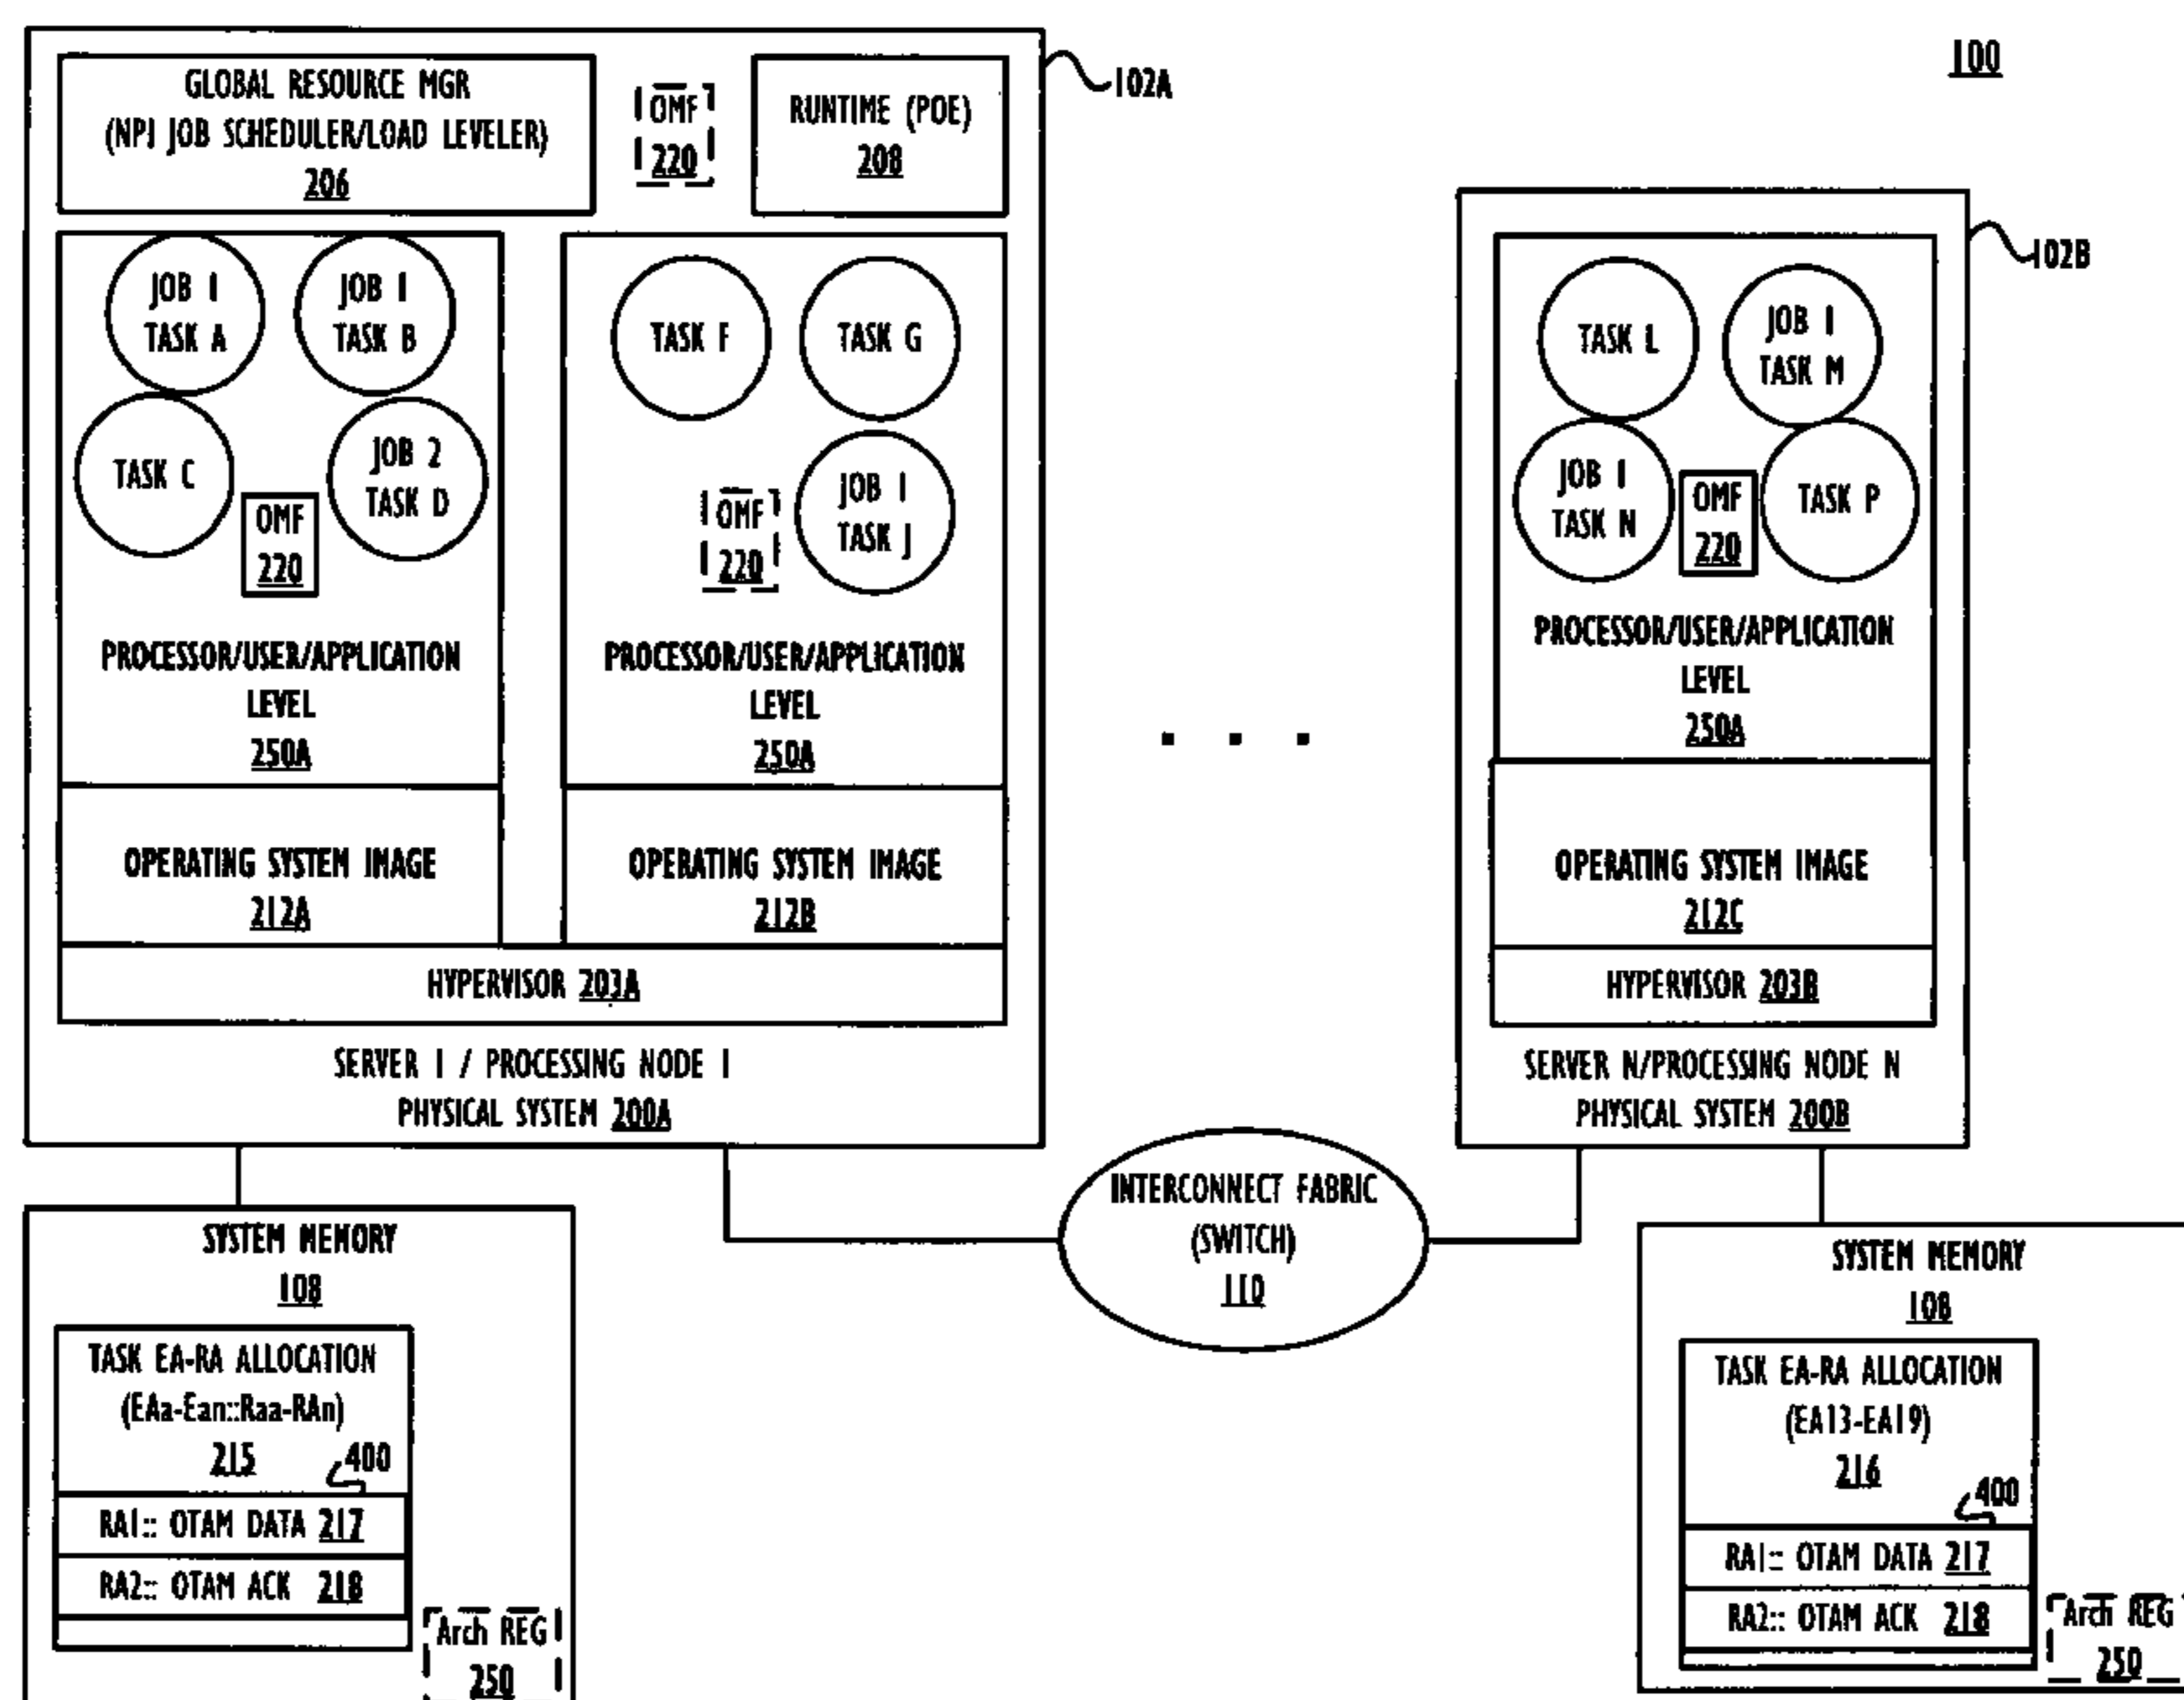 100
102A
GLOBAL RESOURCE MGR
(NPJ JOB SCHEDULER/LOAD LEVELER)
206
OMF
220
RUNTIME (POE)
208
JOB 1
TASK A
JOB 1
TASK B
TASK C
JOB 2
TASK D
OMF
220
PROCESSOR/USER/APPLICATION
LEVEL
250A
OPERATING SYSTEM IMAGE
212A
TASK F
TASK G
OMF
220
JOB 1
TASK J
PROCESSOR/USER/APPLICATION
LEVEL
250A
OPERATING SYSTEM IMAGE
212B
HYPERVISOR 203A
SERVER 1 / PROCESSING NODE 1
PHYSICAL SYSTEM 200A
. . .
102B
TASK L
JOB 1
TASK M
JOB 1
TASK N
OMF
220
TASK P
PROCESSOR/USER/APPLICATION
LEVEL
250A
OPERATING SYSTEM IMAGE
212C
HYPERVISOR 203B
SERVER N/PROCESSING NODE N
PHYSICAL SYSTEM 200B
INTERCONNECT FABRIC
(SWITCH)
110
SYSTEM MEMORY
108
TASK EA-RA ALLOCATION
(EAa-Ean::Raa-RAn)
215
400
RA1:: OTAM DATA 217
RA2:: OTAM ACK 218
Arch REG
250
SYSTEM MEMORY
108
TASK EA-RA ALLOCATION
(EA13-EA19)
216
400
RA1:: OTAM DATA 217
RA2:: OTAM ACK 218
Arch REG
250